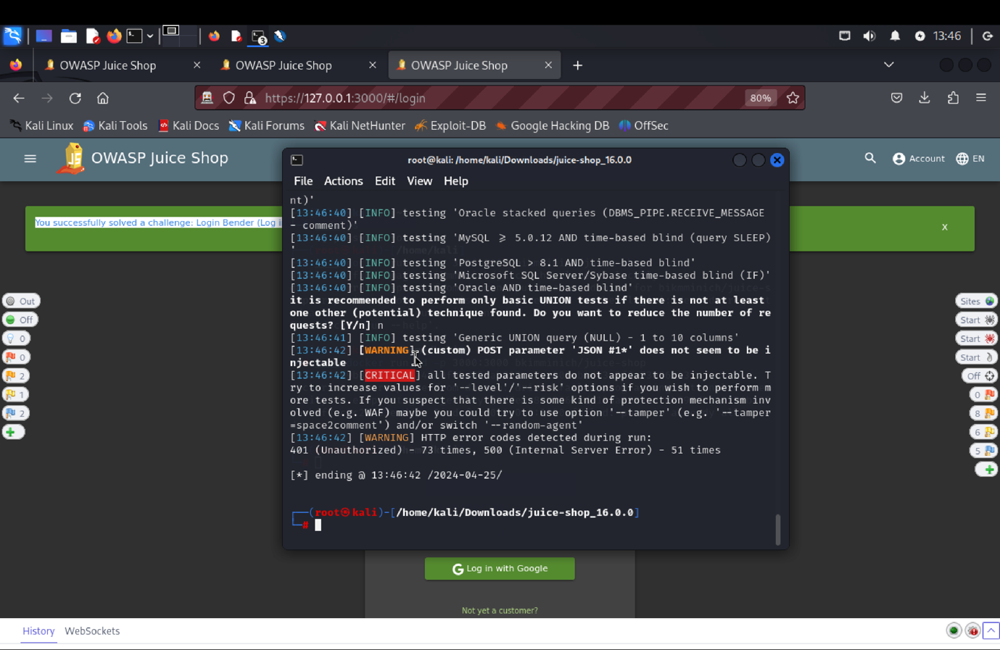 3
13:46
OWASP Juice Shop
OWASP Juice Shop
OWASP Juice Shop
https://127.0.0.1:3000/#/login
80%
Kali Linux
Kali Tools
Kali Docs
Kali Forums
Kali NetHunter
Exploit-DB
Google Hacking DB
OffSec
JS
OWASP Juice Shop
Account
EN
You successfully solved a challenge: Login Bender (Log i
X
root@kali: /home/kali/Downloads/juice-shop_16.0.0
File Actions Edit View Help
nt)'
[13:46:40] [INFO] testing 'Oracle stacked queries (DBMS_PIPE.RECEIVE_MESSAGE
- comment)'
[13:46:40] [INFO] testing 'MySQL ≥ 5.0.12 AND time-based blind (query SLEEP)
'
[13:46:40] [INFO] testing 'PostgreSQL > 8.1 AND time-based blind'
[13:46:40] [INFO] testing 'Microsoft SQL Server/Sybase time-based blind (IF)'
[13:46:40] [INFO] testing 'Oracle AND time-based blind'
it is recommended to perform only basic UNION tests if there is not at least
one other (potential) technique found. Do you want to reduce the number of re
quests? [Y/n] n
[13:46:41] [INFO] testing 'Generic UNION query (NULL) - 1 to 10 columns'
[13:46:42] [WARNING] (custom) POST parameter 'JSON #1*' does not seem to be i
njectable
[13:46:42] [CRITICAL] all tested parameters do not appear to be injectable. T
ry to increase values for '--level'/'--risk' options if you wish to perform m
ore tests. If you suspect that there is some kind of protection mechanism inv
olved (e.g. WAF) maybe you could try to use option '--tamper' (e.g. '--tamper
=space2comment') and/or switch '--random-agent'
[13:46:42] [WARNING] HTTP error codes detected during run:
401 (Unauthorized) - 73 times, 500 (Internal Server Error) - 51 times
[*] ending @ 13:46:42 /2024-04-25/
┌──(root㉿kali)-[/home/kali/Downloads/juice-shop_16.0.0]
└─#
Out
Off
0
0
2
1
2
Sites
Start
Start
Start
Off
0
8
6
5
G Log in with Google
Not yet a customer?
History
WebSockets